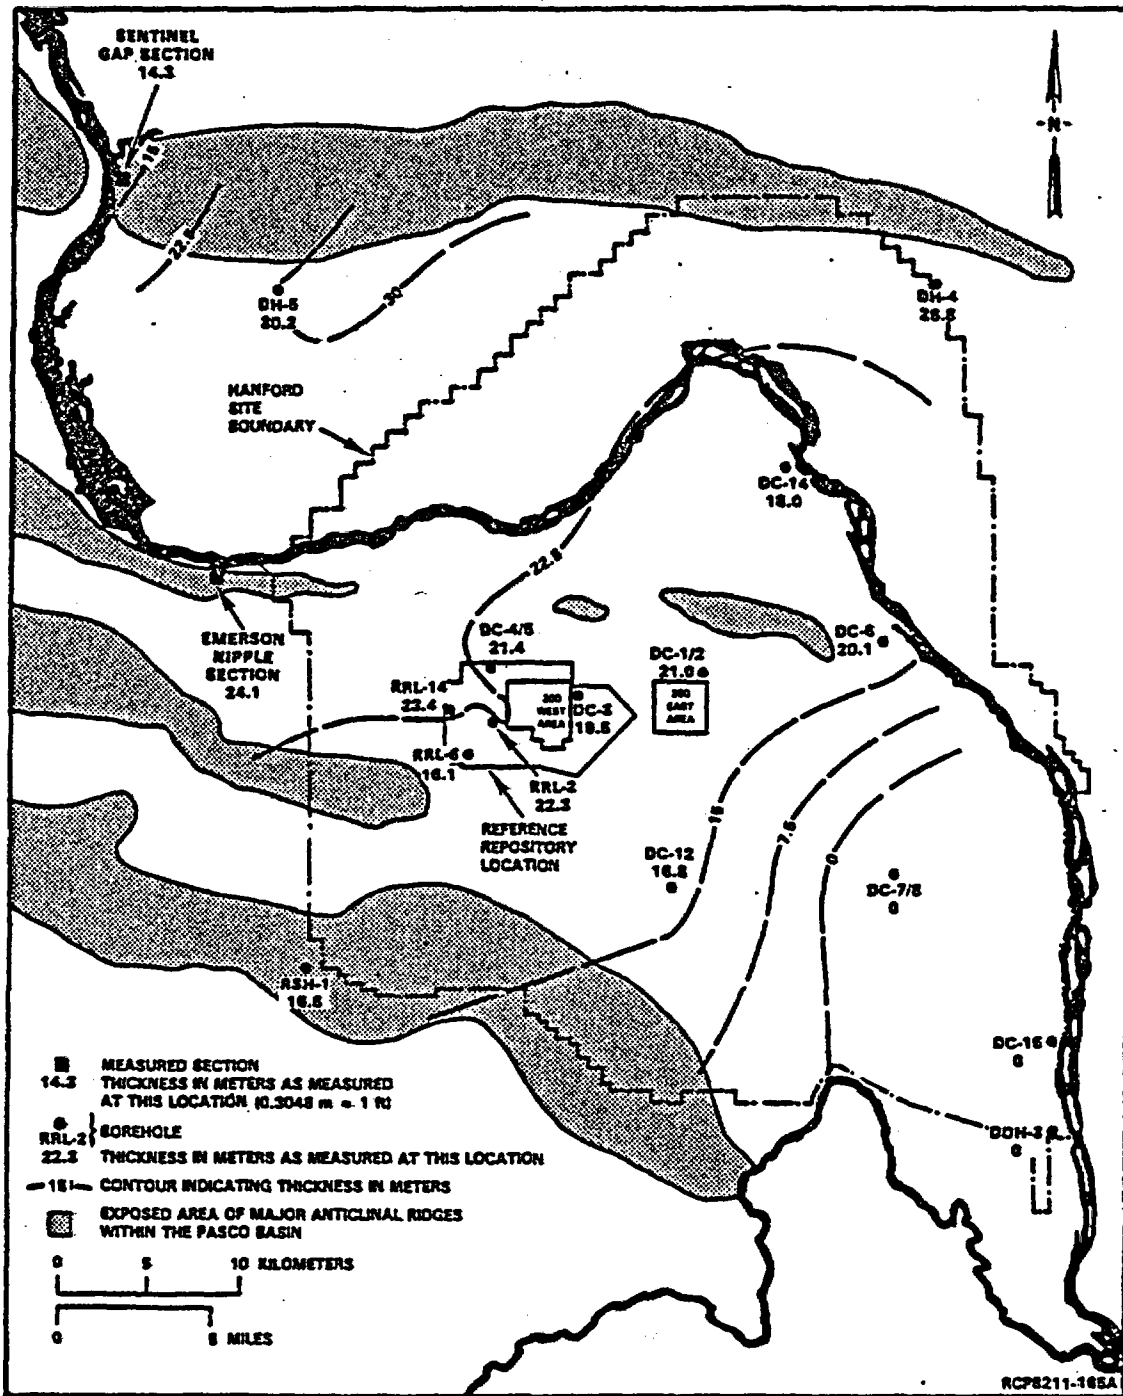 SENTINEL
GAP SECTION
14.3
N
15
22.5
DH-5
20.2
30
DH-4
HANFORD
SITE
BOUNDARY
DC-14
18.0
22.5
EMERSON
NIPPLE
SECTION
24.1
DC-4/5
21.4
DC-6
20.1
DC-1/2
21.0
RRL-14
23.4
200
WEST
AREA
200
EAST
AREA
RRL-6
16.1
RRL-2
22.3
REFERENCE
REPOSITORY
LOCATION
15
7.5
0
DC-12
16.8
DC-7/8
0
RSH-1
DC-15
0
DDH-3
0
MEASURED SECTION
14.3 THICKNESS IN METERS AS MEASURED
AT THIS LOCATION (0.3048 m = 1 ft)
RRL-2 } BOREHOLE
22.3 THICKNESS IN METERS AS MEASURED AT THIS LOCATION
15 CONTOUR INDICATING THICKNESS IN METERS
EXPOSED AREA OF MAJOR ANTICLINAL RIDGES
WITHIN THE PASCO BASIN
0 5 10 KILOMETERS
0 5 MILES
RCP8211-165A